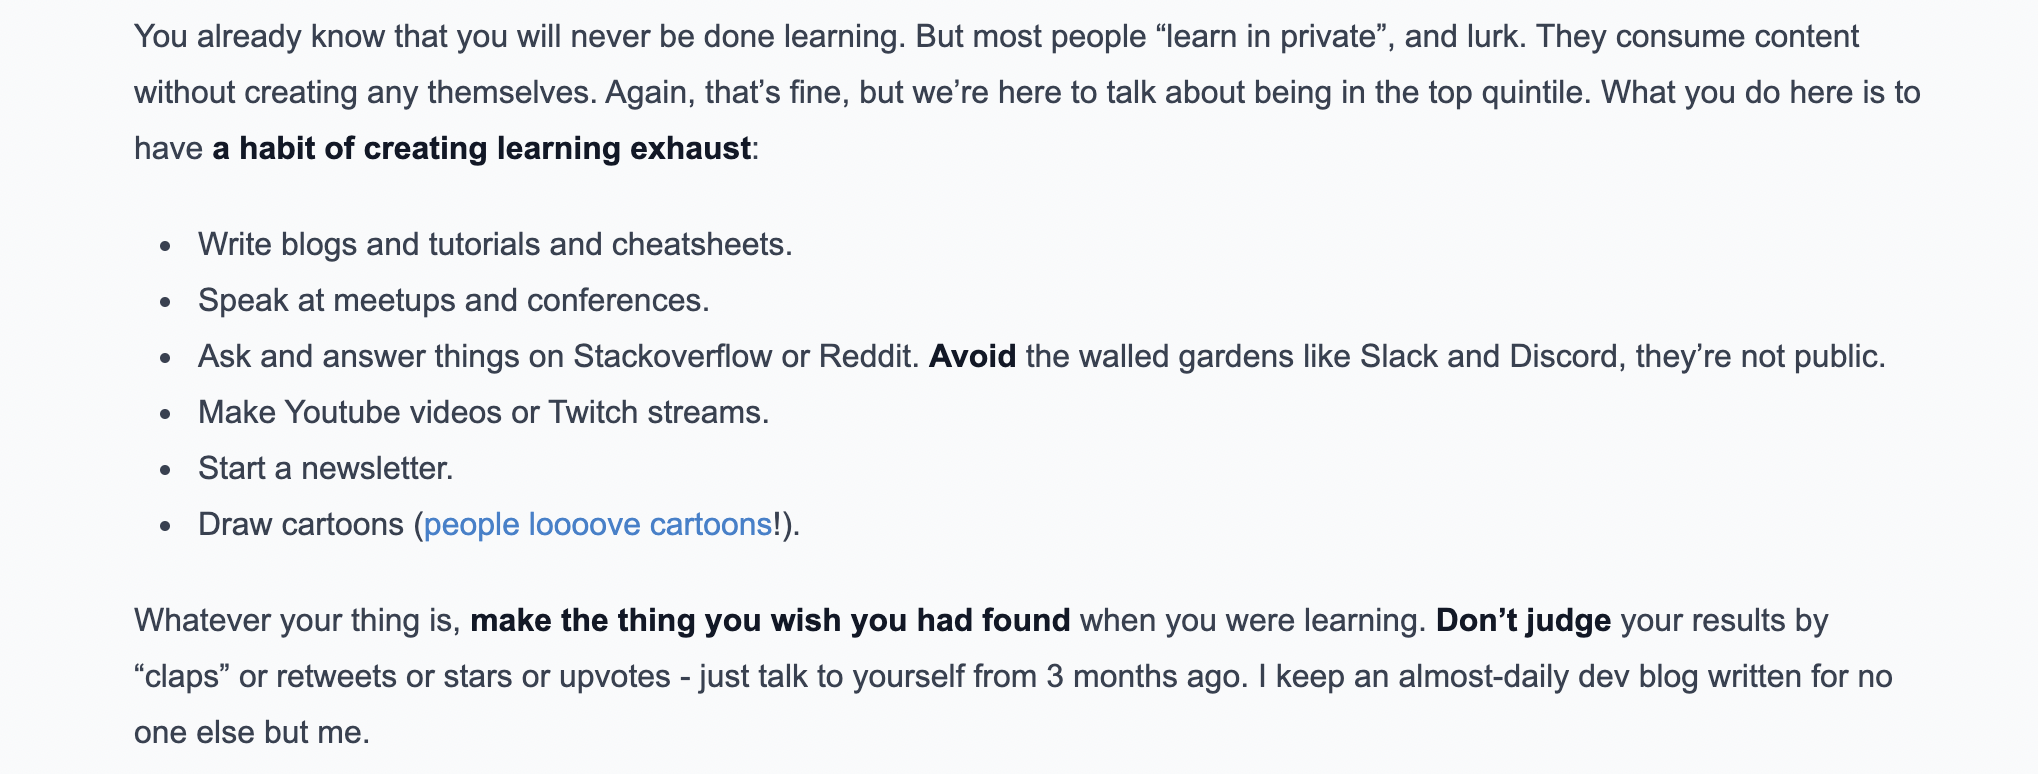 You already know that you will never be done learning. But most people “learn in private”, and lurk. They consume content
without creating any themselves. Again, that’s fine, but we’re here to talk about being in the top quintile. What you do here is to
have a habit of creating learning exhaust:
• Write blogs and tutorials and cheatsheets.
• Speak at meetups and conferences.
• Ask and answer things on Stackoverflow or Reddit. Avoid the walled gardens like Slack and Discord, they’re not public.
• Make Youtube videos or Twitch streams.
• Start a newsletter.
• Draw cartoons (people loooove cartoons!).
Whatever your thing is, make the thing you wish you had found when you were learning. Don’t judge your results by
“claps” or retweets or stars or upvotes - just talk to yourself from 3 months ago. I keep an almost-daily dev blog written for no
one else but me.